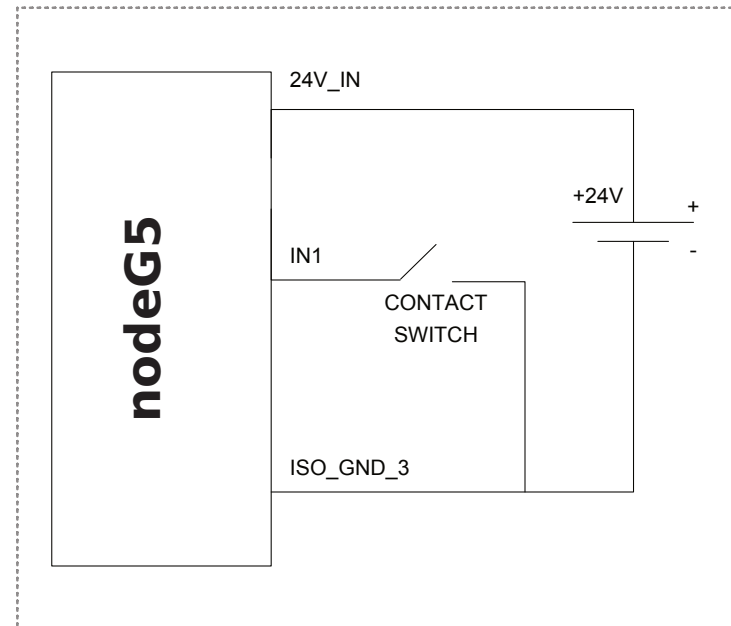 24V_IN
+24V
+
-
nodeG5
IN1
CONTACT
SWITCH
ISO_GND_3